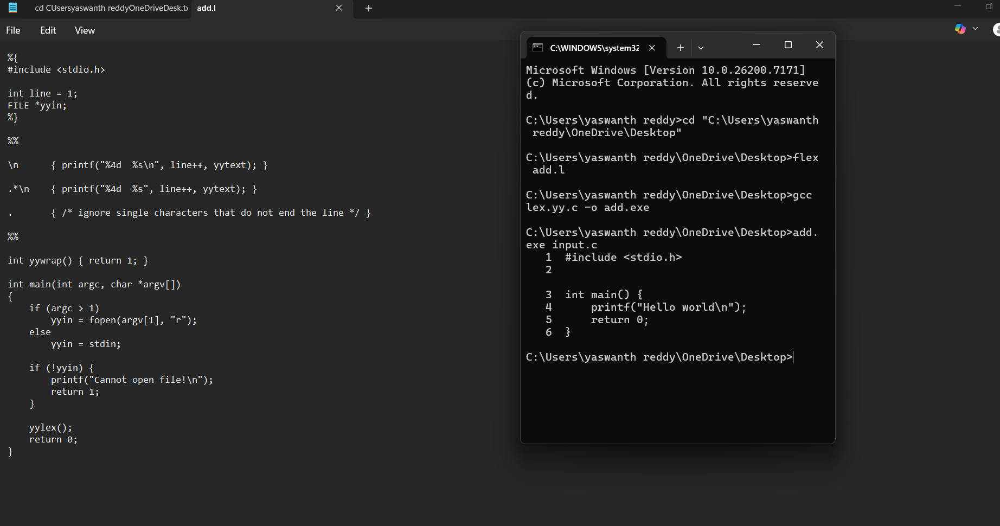 cd CUsersyaswanth reddyOneDriveDesk.tx
add.l
File Edit View
%{
#include <stdio.h>
int line = 1;
FILE *yyin;
%}
%%
\n      { printf("%4d  %s\n", line++, yytext); }
.*\n    { printf("%4d  %s", line++, yytext); }
.       { /* ignore single characters that do not end the line */ }
%%
int yywrap() { return 1; }
int main(int argc, char *argv[])
{
    if (argc > 1)
        yyin = fopen(argv[1], "r");
    else
        yyin = stdin;
    if (!yyin) {
        printf("Cannot open file!\n");
        return 1;
    }
    yylex();
    return 0;
}
C:\WINDOWS\system32
Microsoft Windows [Version 10.0.26200.7171]
(c) Microsoft Corporation. All rights reserve
d.
C:\Users\yaswanth reddy>cd "C:\Users\yaswanth
 reddy\OneDrive\Desktop"
C:\Users\yaswanth reddy\OneDrive\Desktop>flex
 add.l
C:\Users\yaswanth reddy\OneDrive\Desktop>gcc
lex.yy.c -o add.exe
C:\Users\yaswanth reddy\OneDrive\Desktop>add.
exe input.c
   1  #include <stdio.h>
   2
   3  int main() {
   4      printf("Hello world\n");
   5      return 0;
   6  }
C:\Users\yaswanth reddy\OneDrive\Desktop>